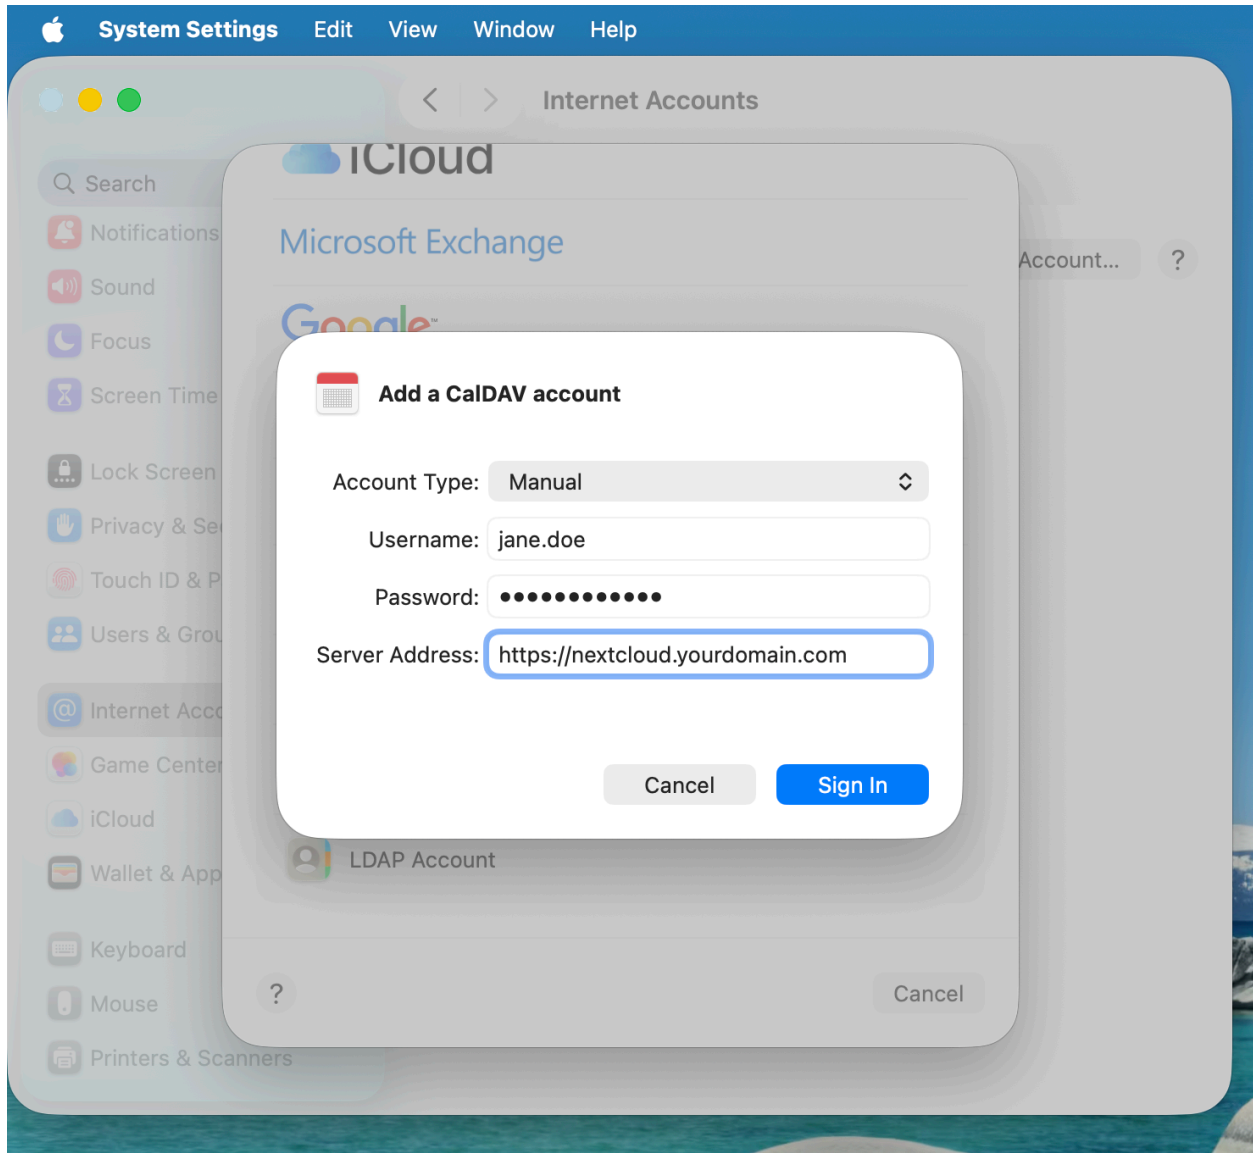 System Settings Edit View Window Help
Internet Accounts
Search
Notifications
Sound
Focus
Screen Time
Lock Screen
Privacy & Se
Touch ID & P
Users & Grou
Internet Acco
Game Center
iCloud
Wallet & App
Keyboard
Mouse
Printers & Scanners
iCloud
Microsoft Exchange
Google™
Account...
?
Add a CalDAV account
Account Type: Manual
Username: jane.doe
Password: ••••••••••••
Server Address: https://nextcloud.yourdomain.com
Cancel Sign In
LDAP Account
? Cancel